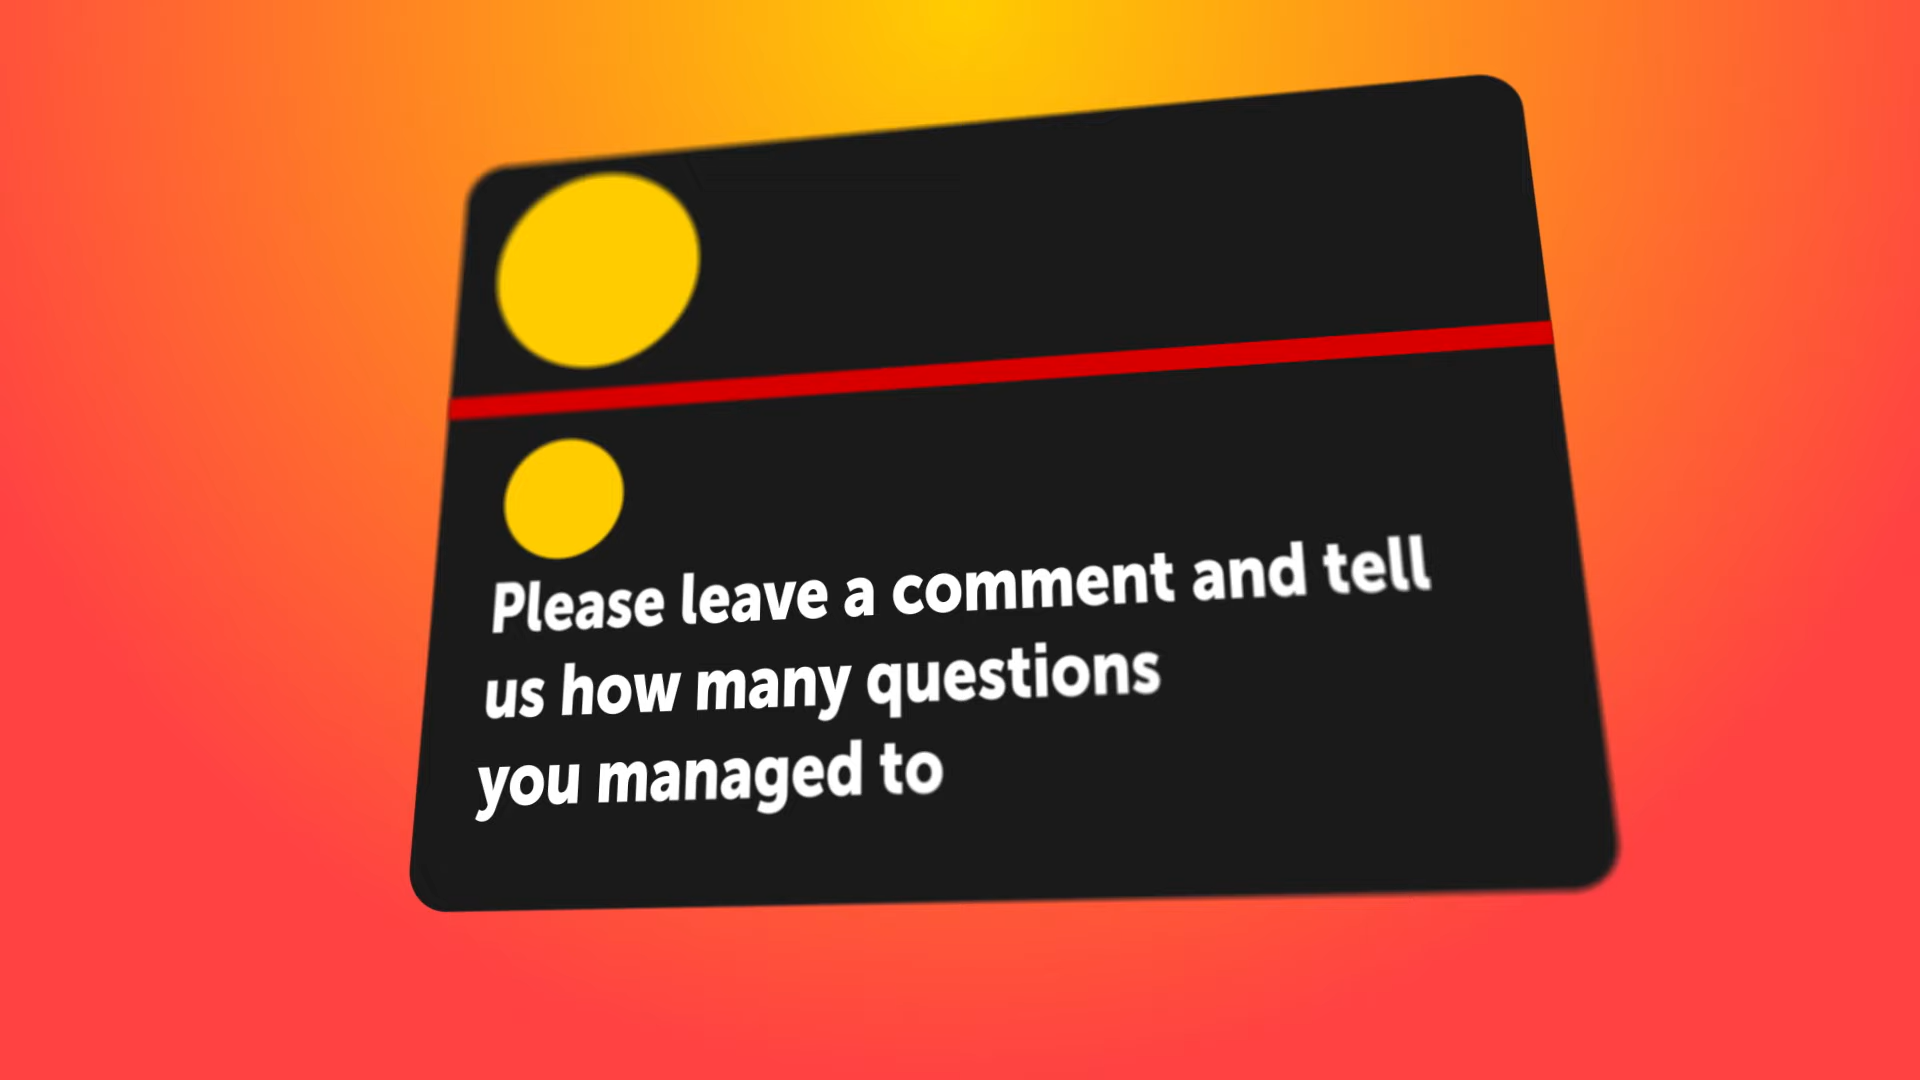 Please leave a comment and tell
us how many questions
you managed to